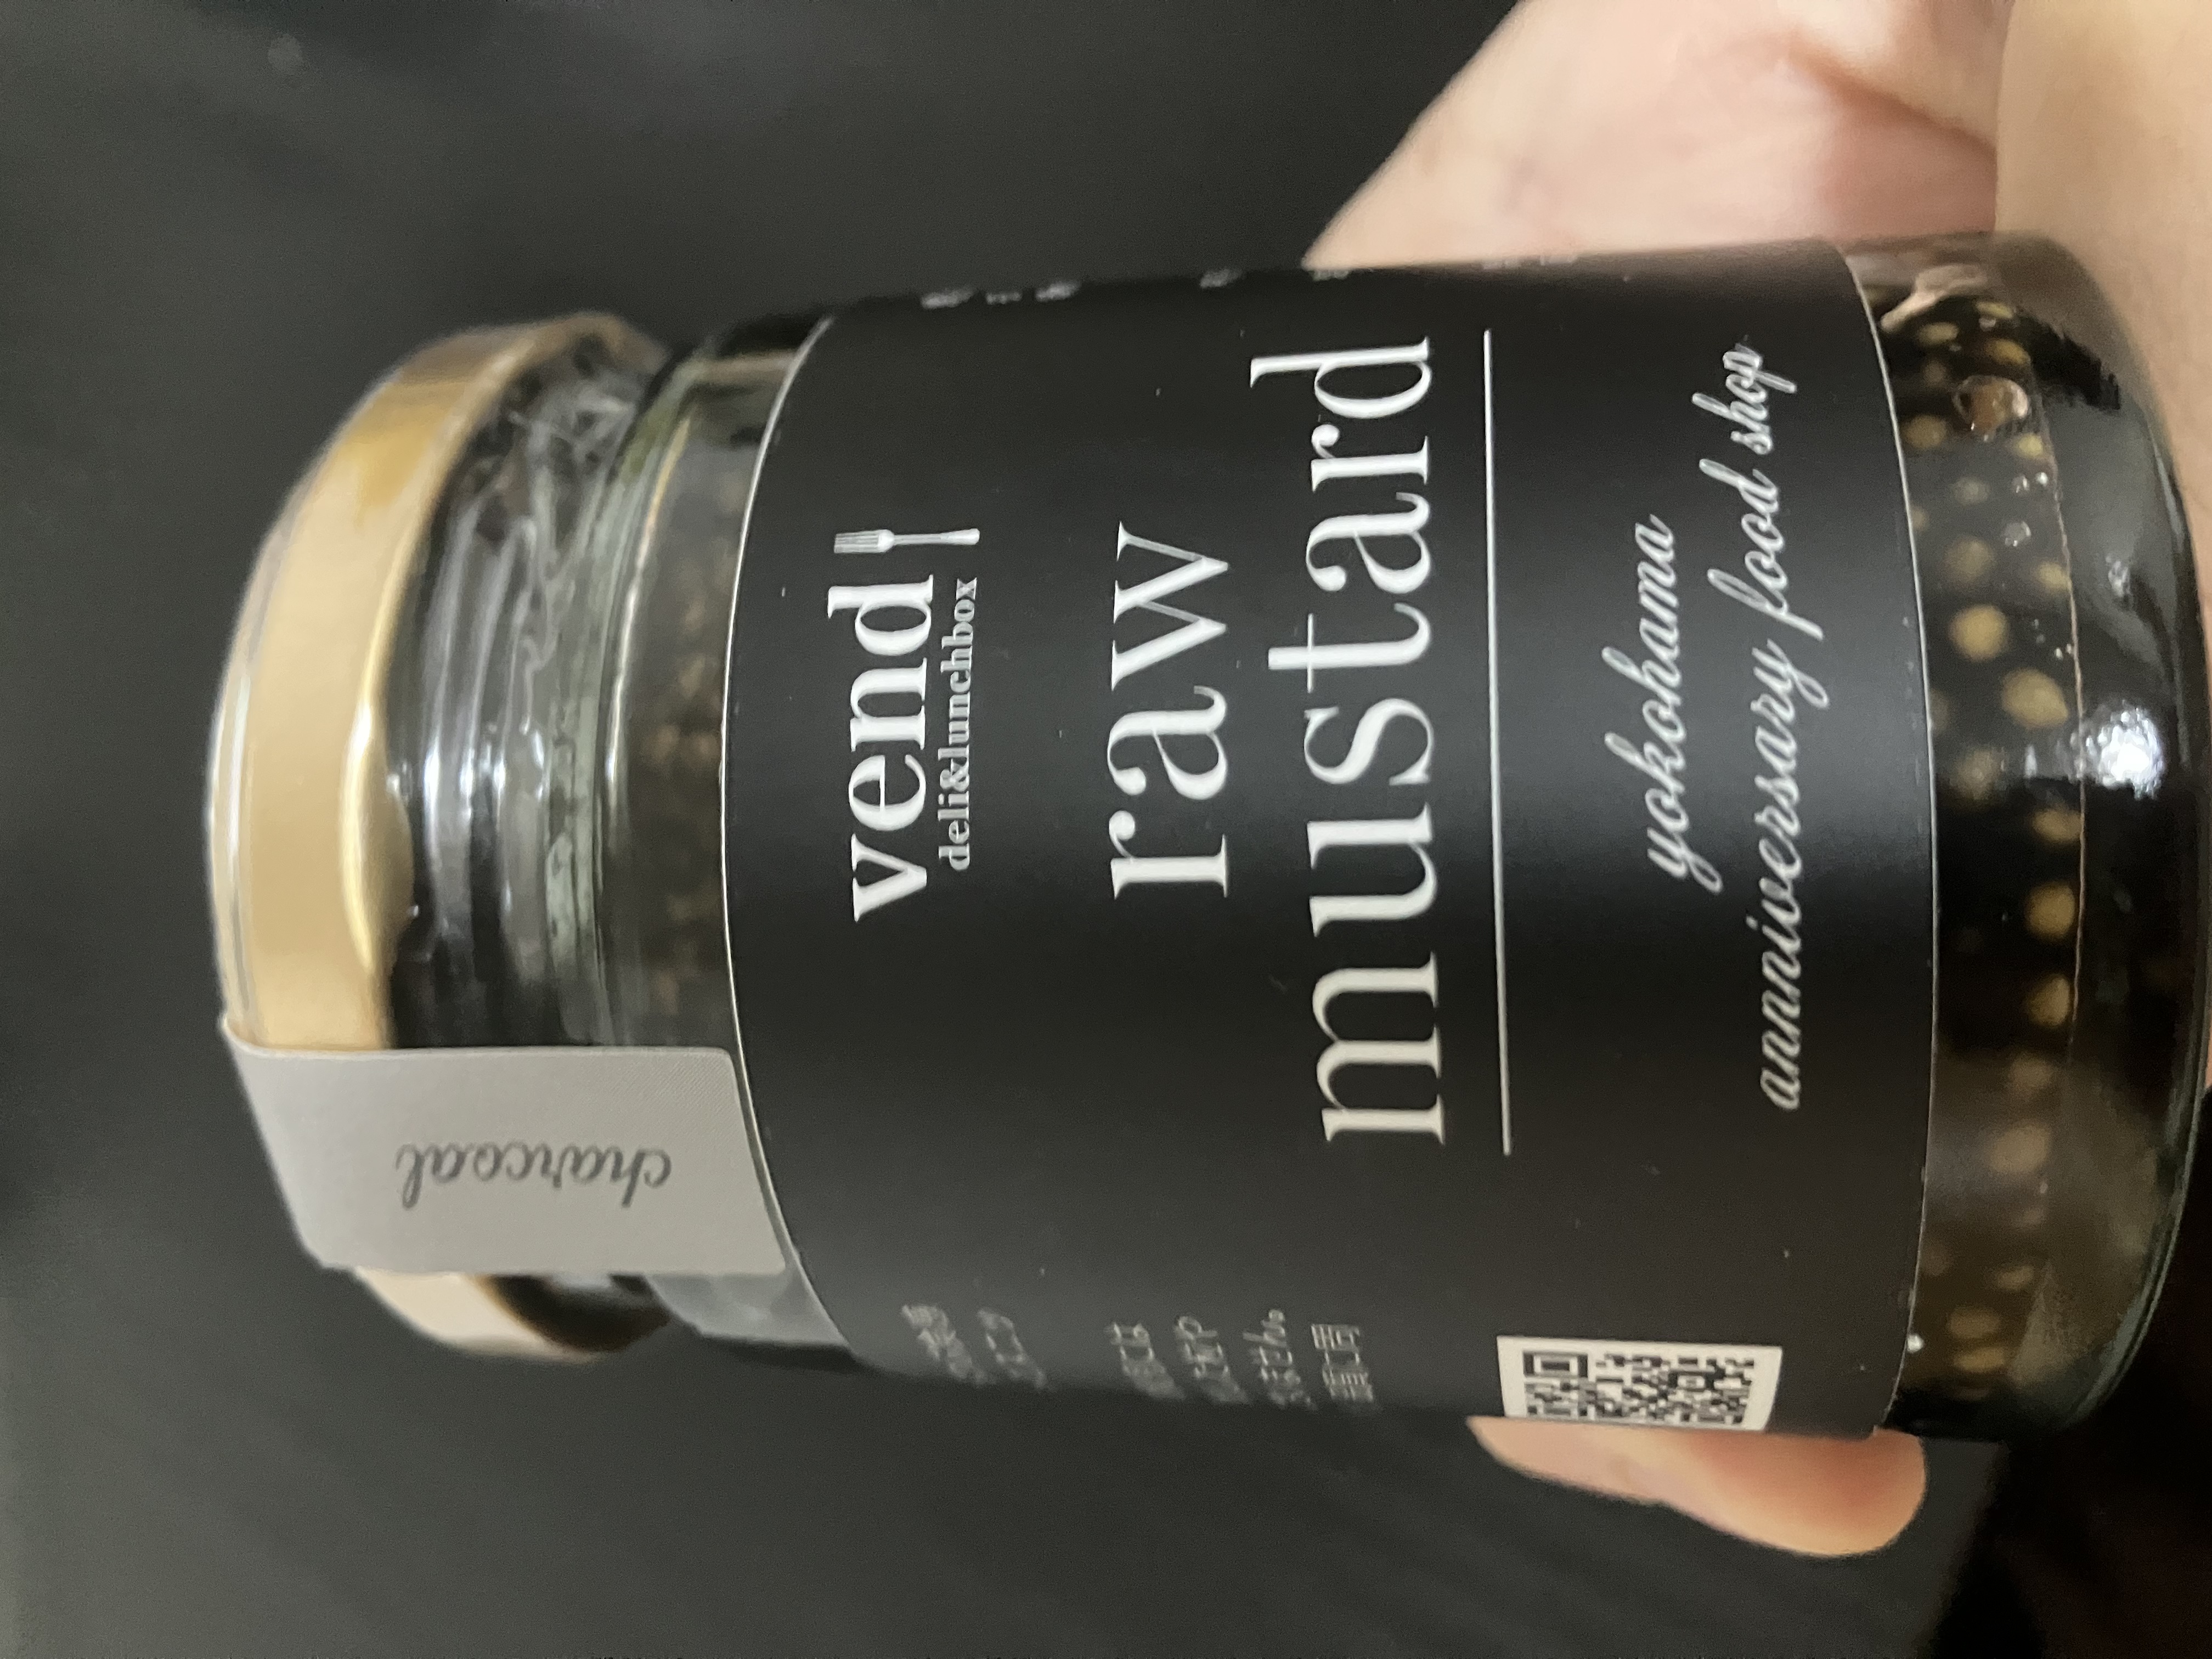 charcoal
vend
deli&lunchbox
raw
mustard
yokohama
anniversary food shop